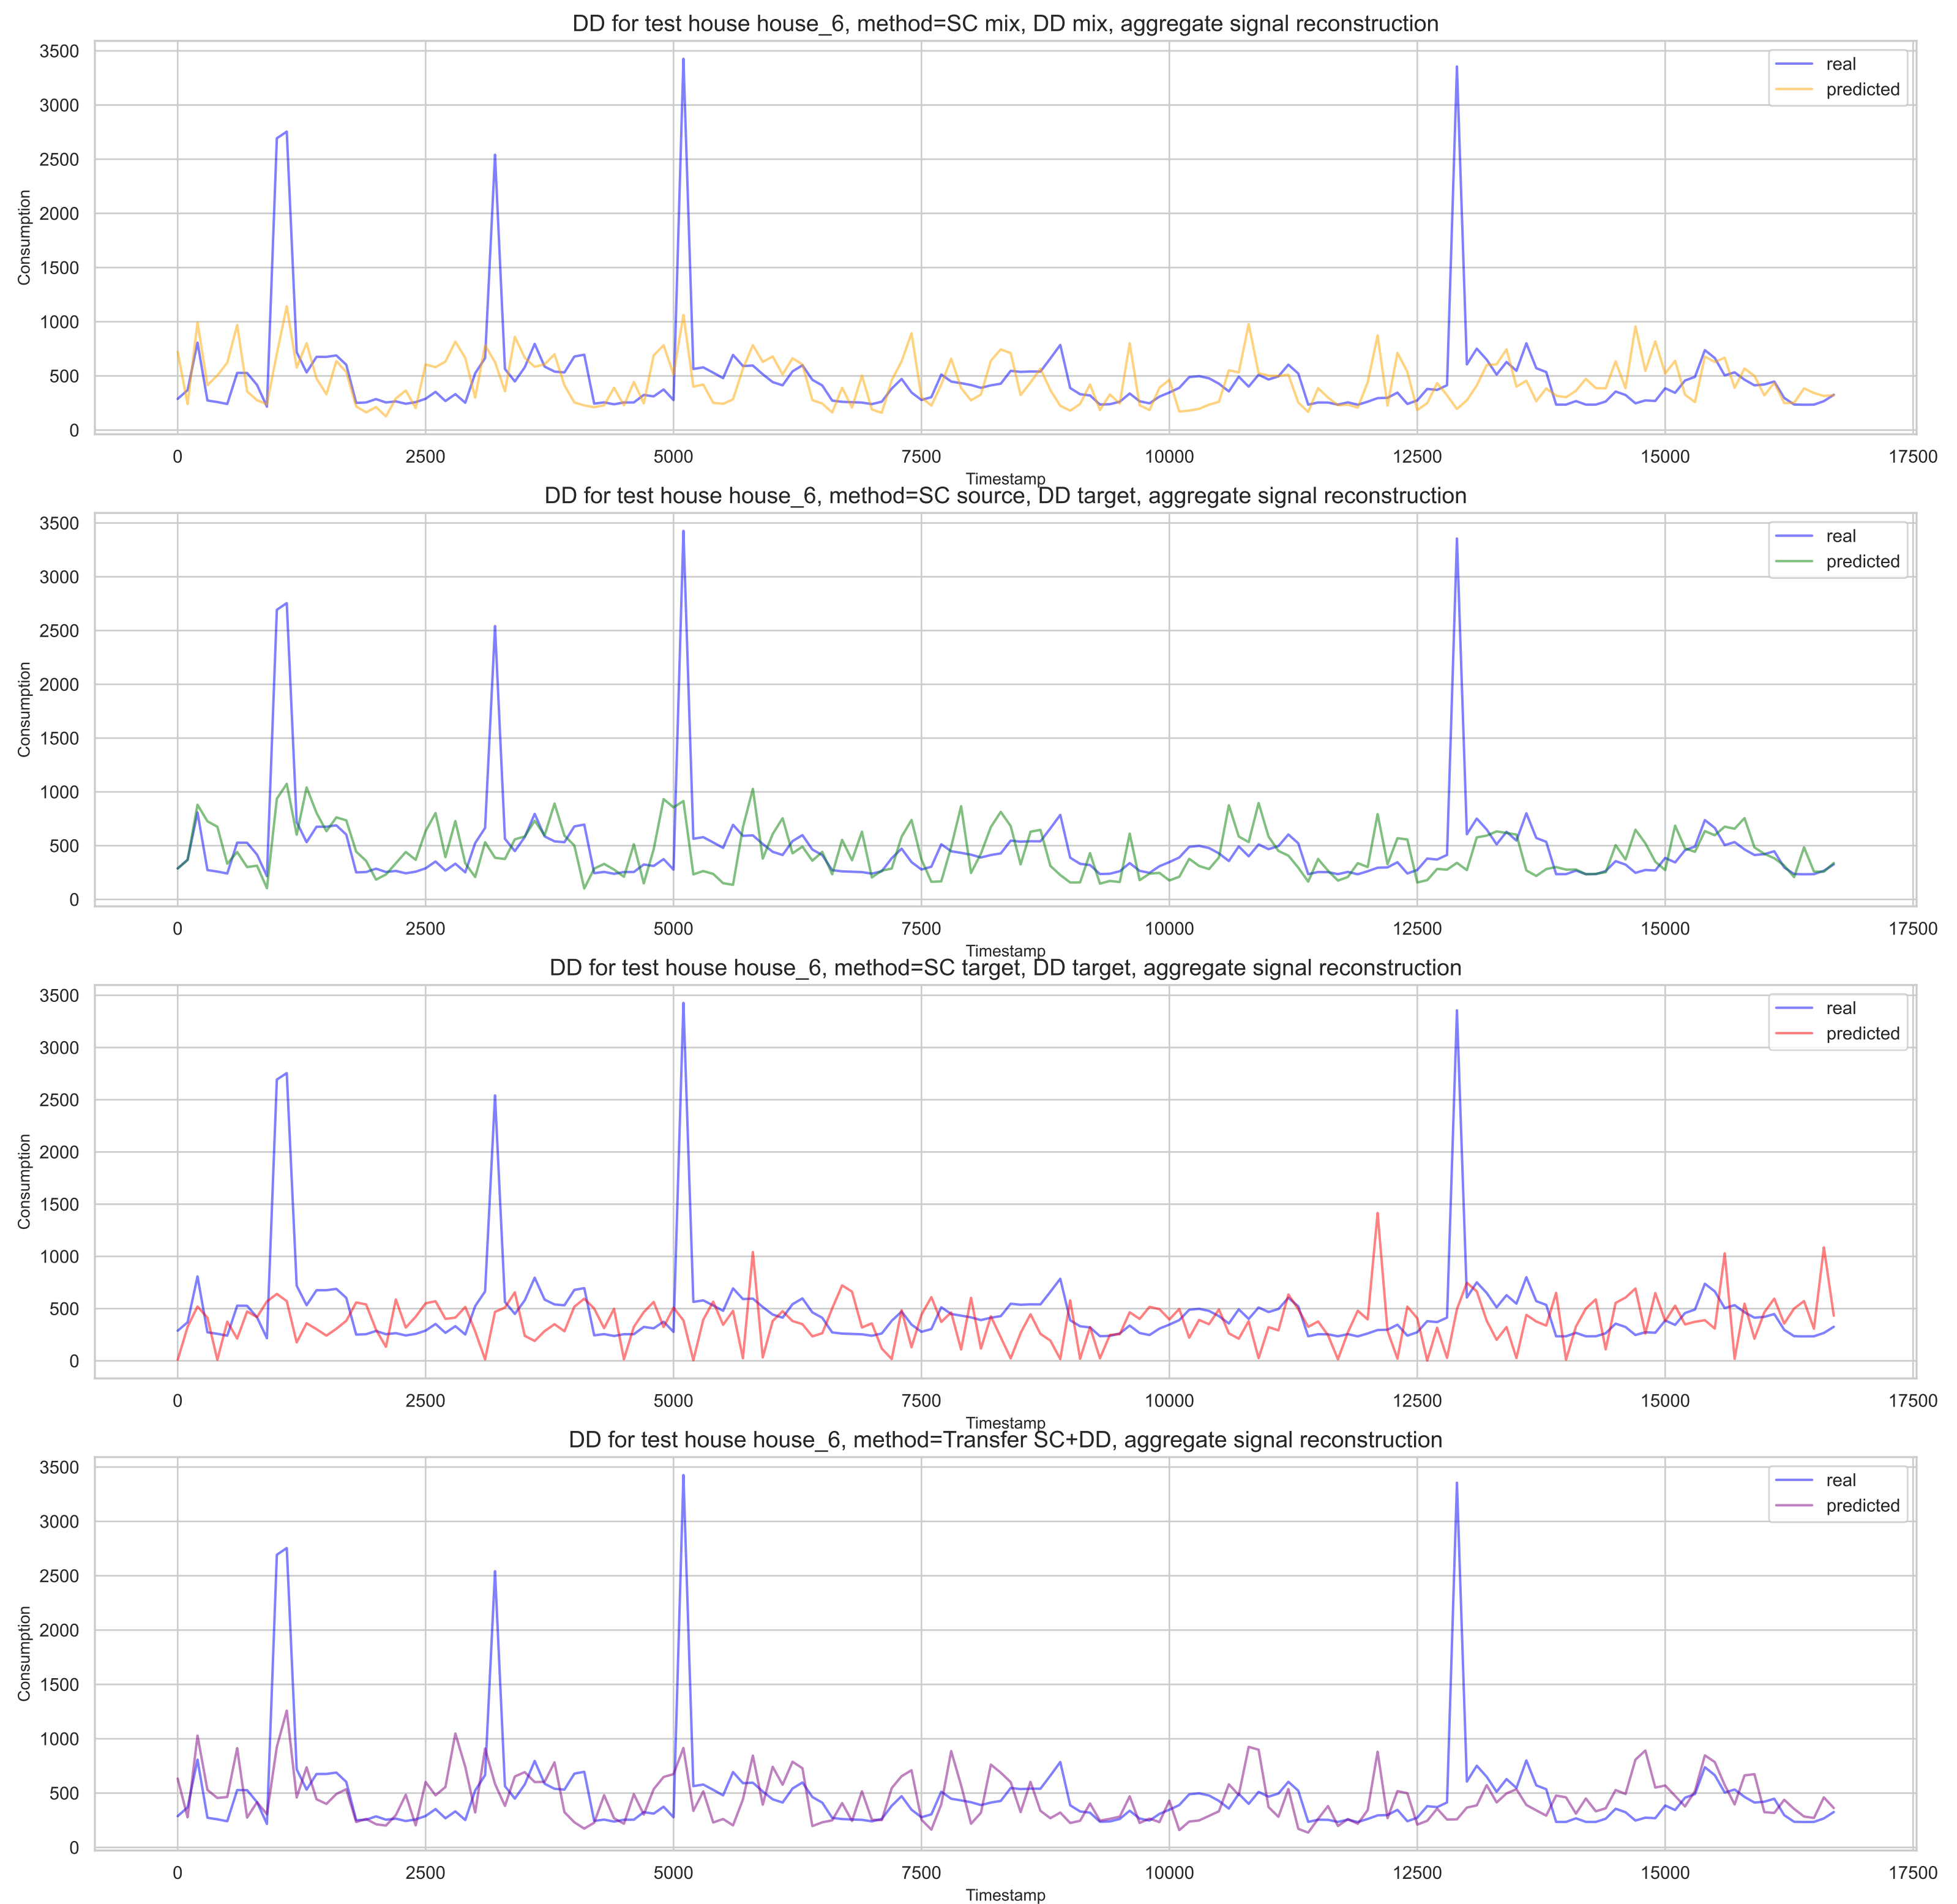 DD for test house house_6, method=SC mix, DD mix, aggregate signal reconstruction
3500
3000
2500
2000
1500
1000
500
0
Consumption
real
predicted
0 2500 5000 7500 10000 12500 15000 17500
Timestamp
DD for test house house_6, method=SC source, DD target, aggregate signal reconstruction
3500
3000
2500
2000
1500
1000
500
0
Consumption
real
predicted
0 2500 5000 7500 10000 12500 15000 17500
Timestamp
DD for test house house_6, method=SC target, DD target, aggregate signal reconstruction
3500
3000
2500
2000
1500
1000
500
0
Consumption
real
predicted
0 2500 5000 7500 10000 12500 15000 17500
Timestamp
DD for test house house_6, method=Transfer SC+DD, aggregate signal reconstruction
3500
3000
2500
2000
1500
1000
500
0
Consumption
real
predicted
0 2500 5000 7500 10000 12500 15000 17500
Timestamp